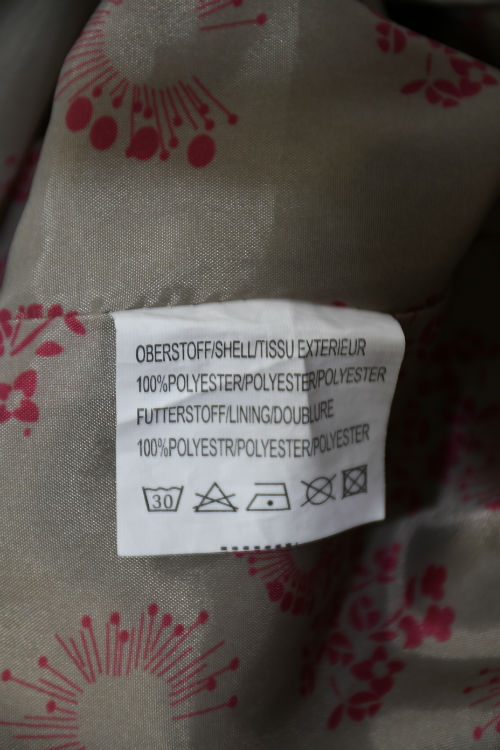 OBERSTOFF/SHELL/TISSU EXTERIEUR
100%POLYESTER/POLYESTER/POLYESTER
FUTTERSTOFF/LINING/DOUBLURE
100%POLYESTR/POLYESTER/POLYESTER
30